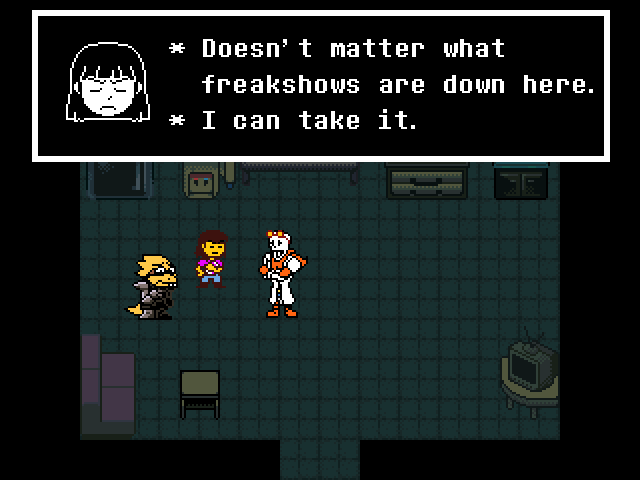 * Doesn't matter what
freakshows are down here.
* I can take it.